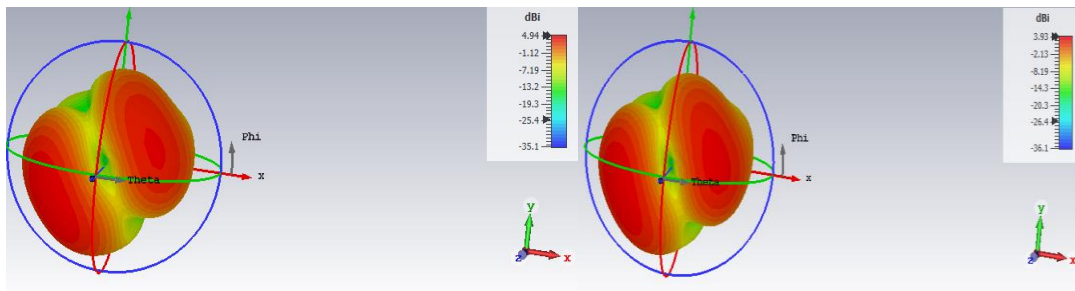 dBi
4.94
-1.12
-7.19
-13.2
-19.3
-25.4
-35.1
Phi
Theta
x
y
z
x
dBi
3.93
-2.13
-8.19
-14.3
-20.3
-26.4
-36.1
Phi
Theta
x
y
z
x